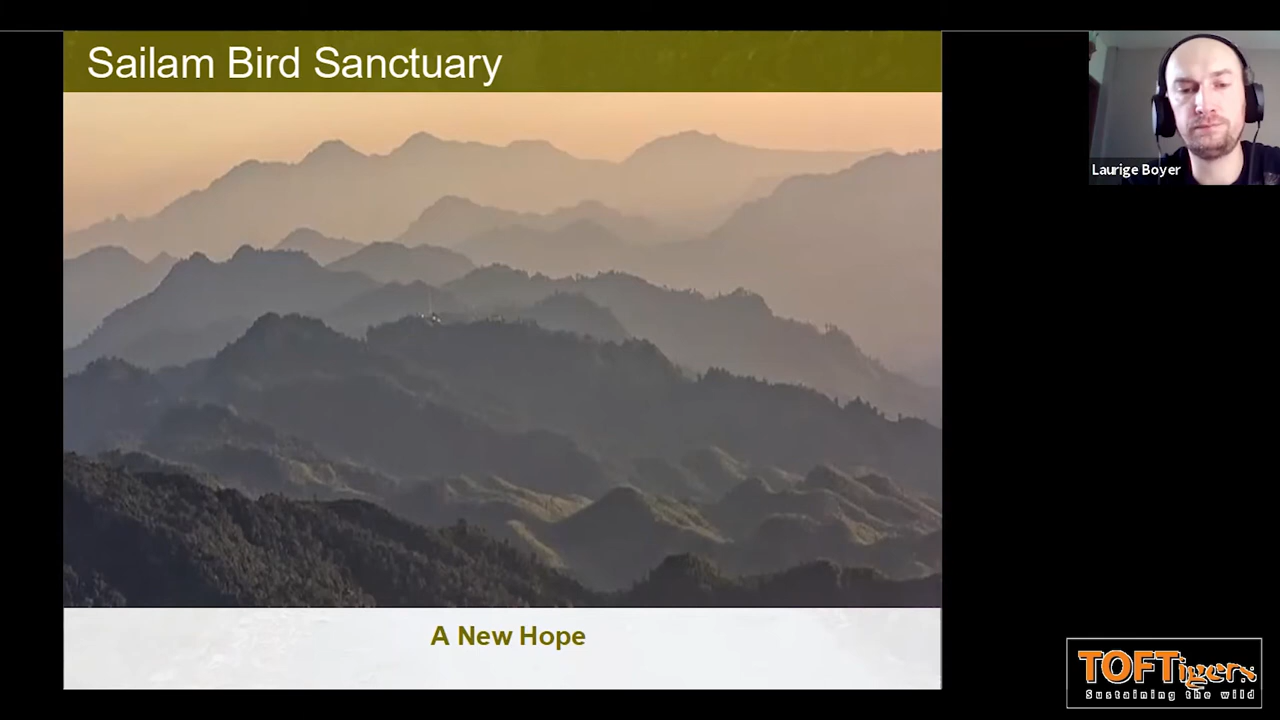 Sailam Bird Sanctuary
Laurige Boyer
A New Hope
TOFTigers
Sustaining the wild